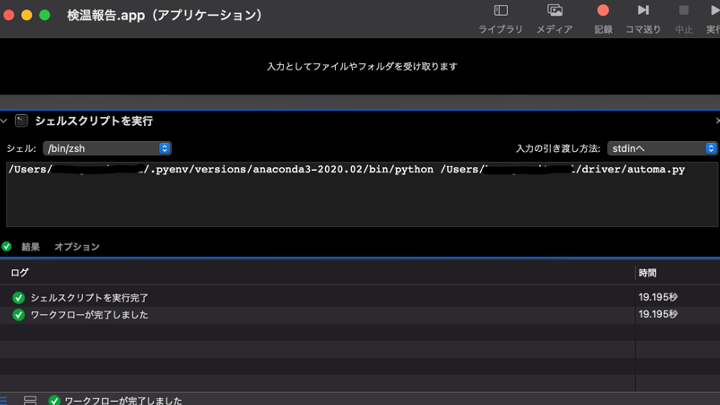 検温報告.app（アプリケーション）
ライブラリ メディア 記録 コマ送り 中止
入力としてファイルやフォルダを受け取ります
シェルスクリプトを実行
シェル: /bin/zsh 入力の引き渡し方法: stdinへ
/Users/ /.pyenv/versions/anaconda3-2020.02/bin/python /Users/ /driver/automa.py
結果 オプション
ログ 時間
シェルスクリプトを実行完了 19.195秒
ワークフローが完了しました 19.195秒
ワークフローが完了しました